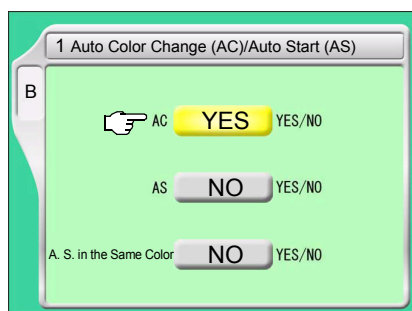 1 Auto Color Change (AC)/Auto Start (AS)
B
AC YES YES/NO
AS NO YES/NO
A. S. in the Same Color NO YES/NO